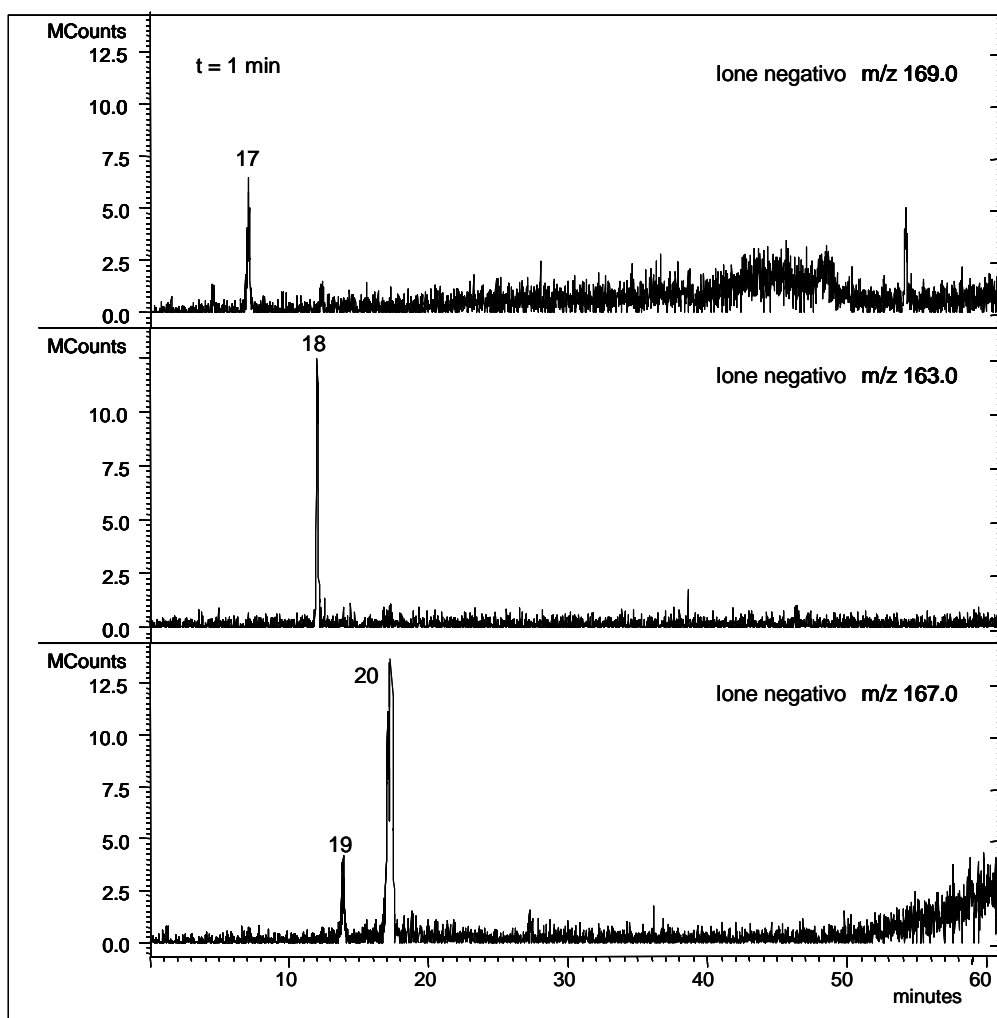 MCounts
12.5
t = 1 min
Ione negativo m/z 169.0
10.0
17
7.5
5.0
2.5
0.0
MCounts
18
Ione negativo m/z 163.0
10.0
7.5
5.0
2.5
0.0
MCounts
20
Ione negativo m/z 167.0
12.5
10.0
7.5
19
5.0
2.5
0.0
10 20 30 40 50 60
minutes